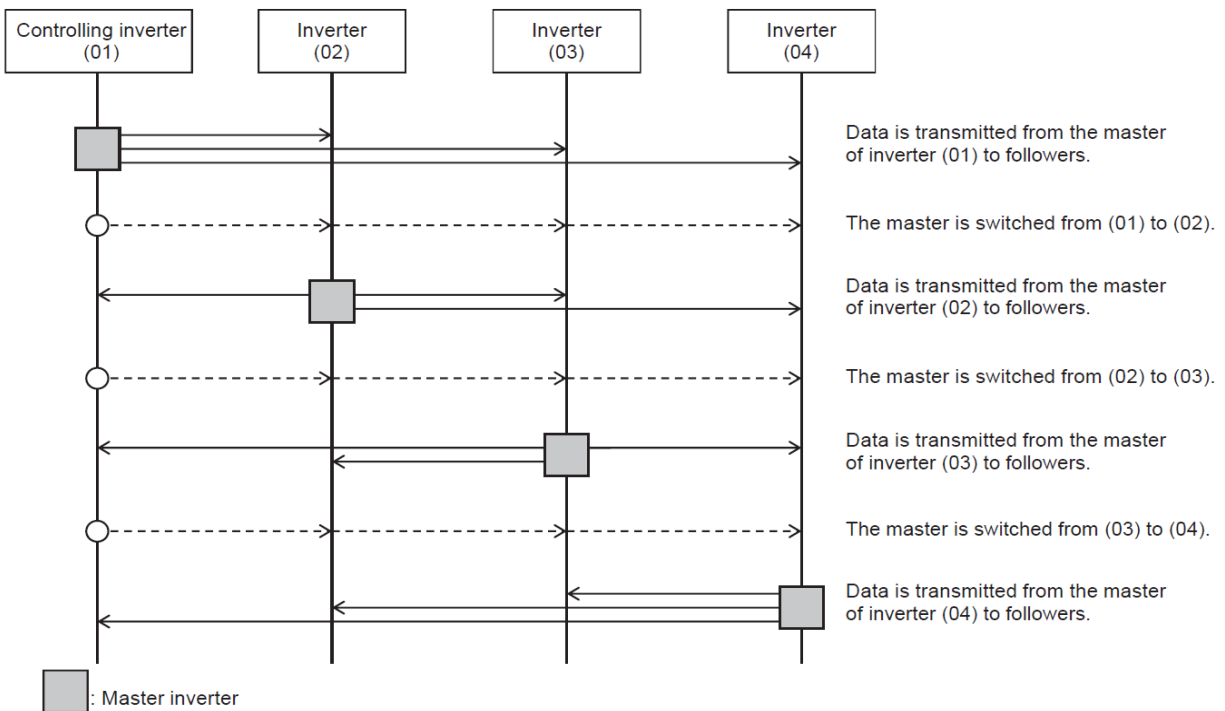 Controlling inverter
(01)
Inverter
(02)
Inverter
(03)
Inverter
(04)
Data is transmitted from the master
of inverter (01) to followers.
The master is switched from (01) to (02).
Data is transmitted from the master
of inverter (02) to followers.
The master is switched from (02) to (03).
Data is transmitted from the master
of inverter (03) to followers.
The master is switched from (03) to (04).
Data is transmitted from the master
of inverter (04) to followers.
: Master inverter